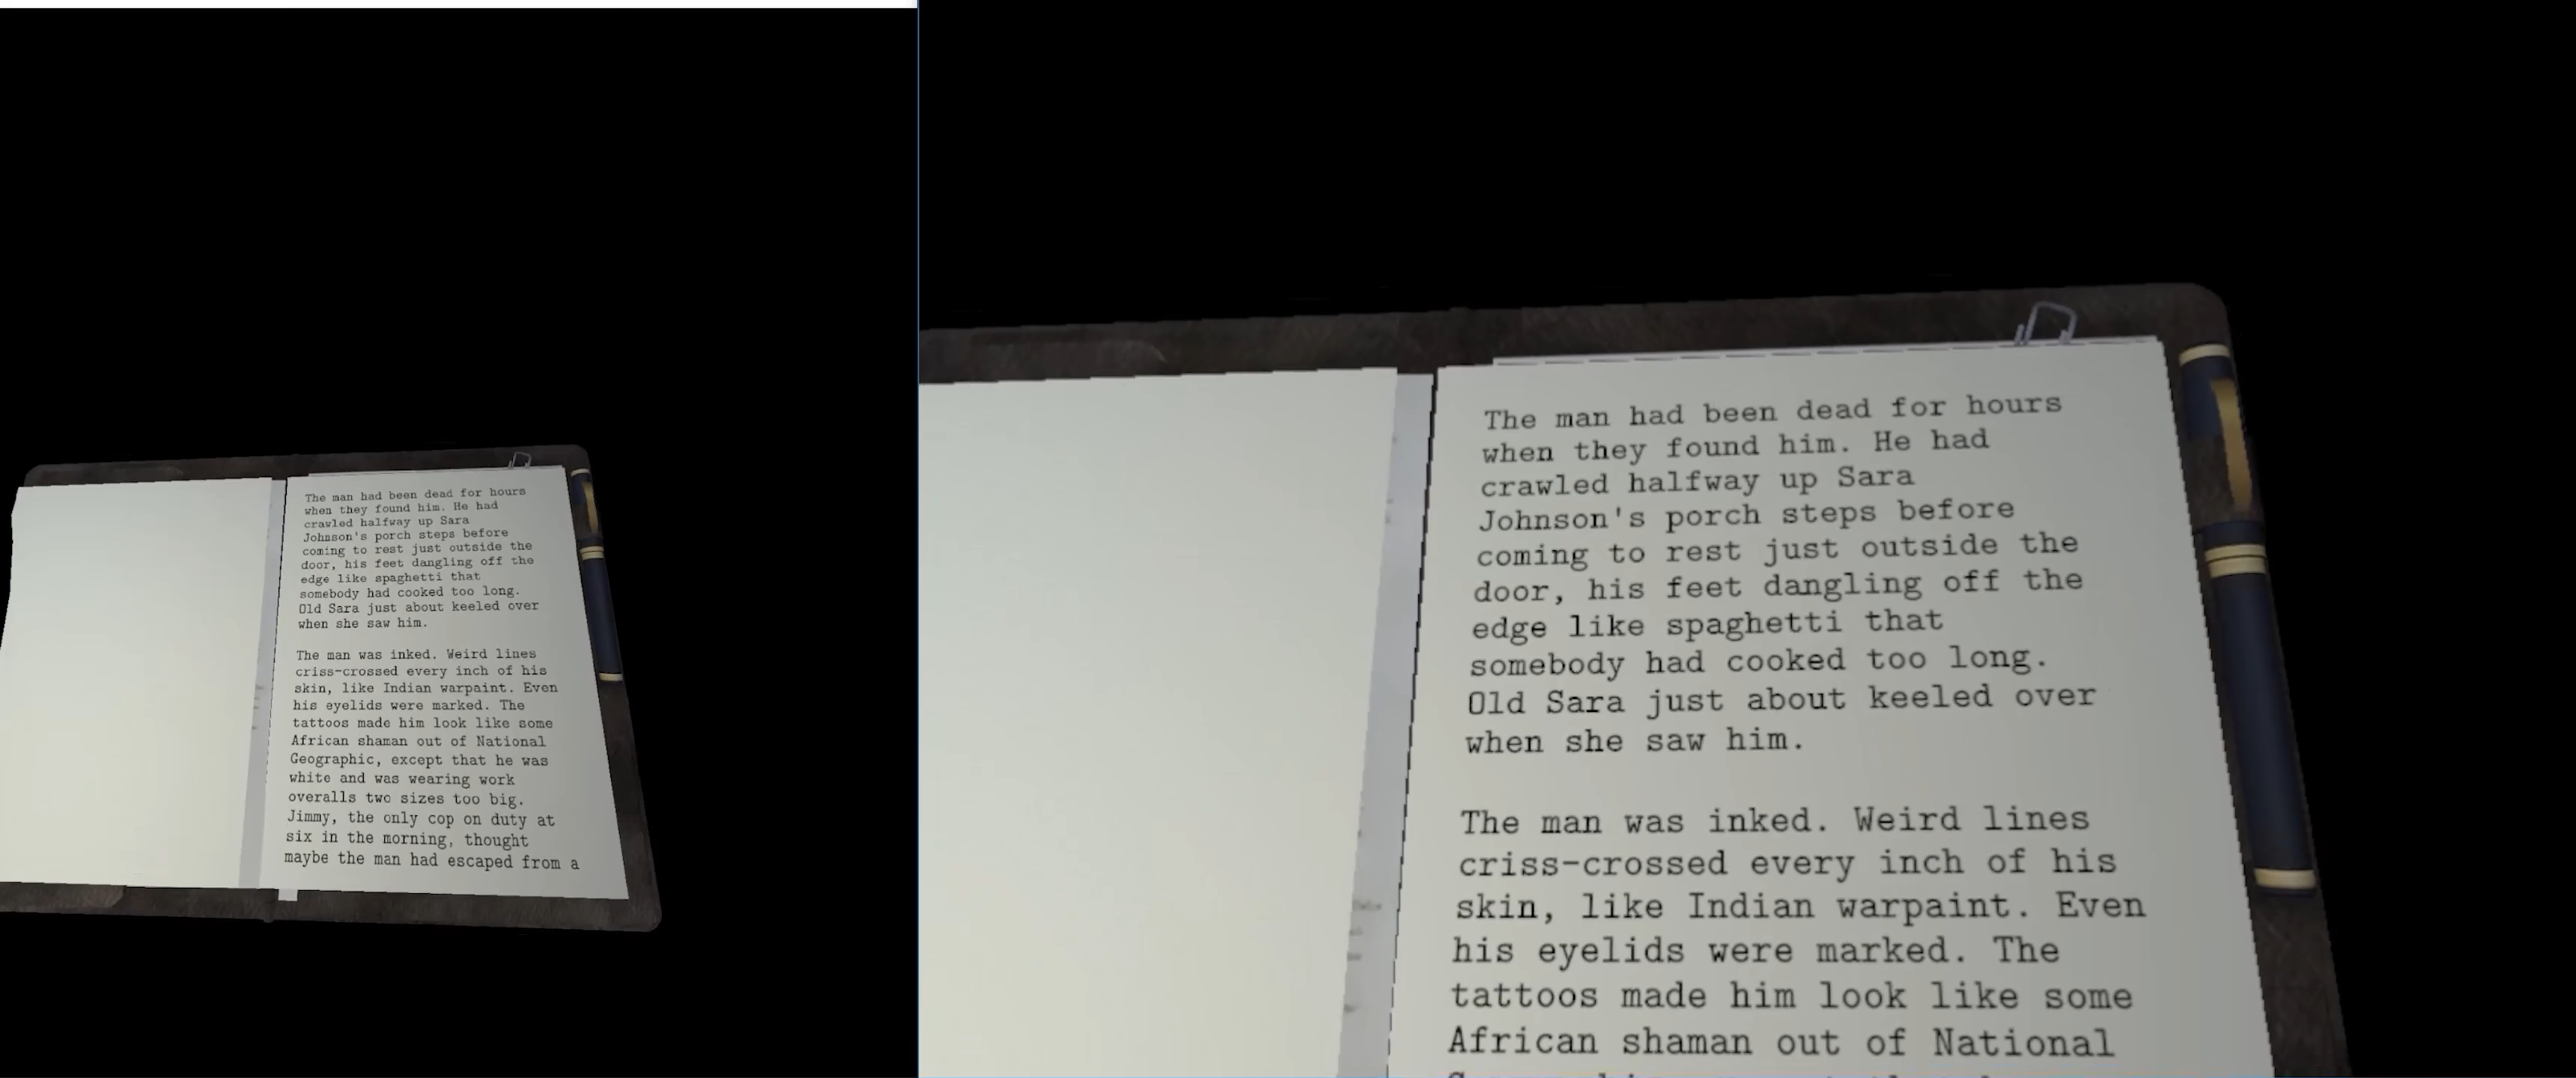 The man had been dead for hours
when they found him. He had
crawled halfway up Sara
Johnson's porch steps before
coming to rest just outside the
door, his feet dangling off the
edge like spaghetti that
somebody had cooked too long.
Old Sara just about keeled over
when she saw him.
The man was inked. Weird lines
criss-crossed every inch of his
skin, like Indian warpaint. Even
his eyelids were marked. The
tattoos made him look like some
African shaman out of National
Geographic, except that he was
white and was wearing work
overalls two sizes too big.
Jimmy, the only cop on duty at
six in the morning, thought
maybe the man had escaped from a
The man had been dead for hours
when they found him. He had
crawled halfway up Sara
Johnson's porch steps before
coming to rest just outside the
door, his feet dangling off the
edge like spaghetti that
somebody had cooked too long.
Old Sara just about keeled over
when she saw him.
The man was inked. Weird lines
criss-crossed every inch of his
skin, like Indian warpaint. Even
his eyelids were marked. The
tattoos made him look like some
African shaman out of National